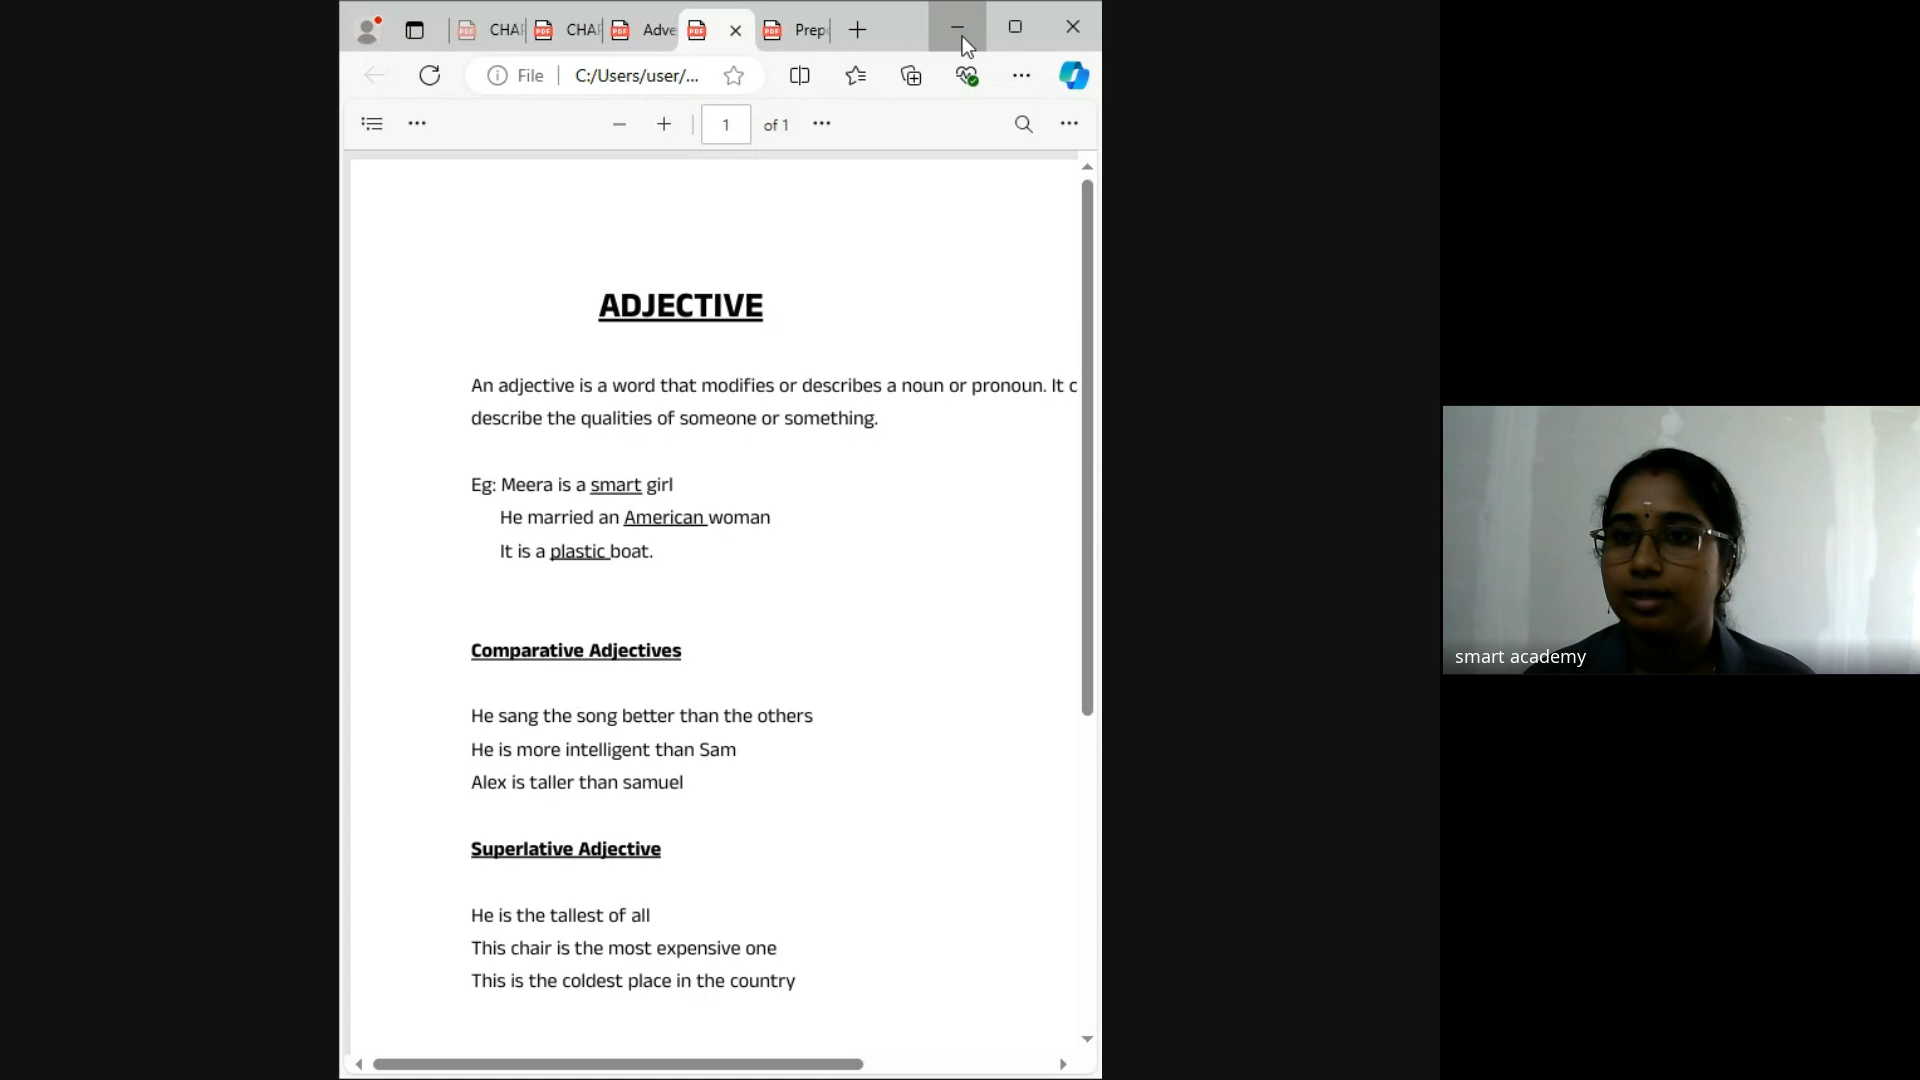 CHA
CHA
Adve
Prep
File
C:/Users/user/...
1
of 1
ADJECTIVE
An adjective is a word that modifies or describes a noun or pronoun. It c
describe the qualities of someone or something.
Eg: Meera is a smart girl
He married an American woman
It is a plastic boat.
Comparative Adjectives
He sang the song better than the others
He is more intelligent than Sam
Alex is taller than samuel
Superlative Adjective
He is the tallest of all
This chair is the most expensive one
This is the coldest place in the country
smart academy